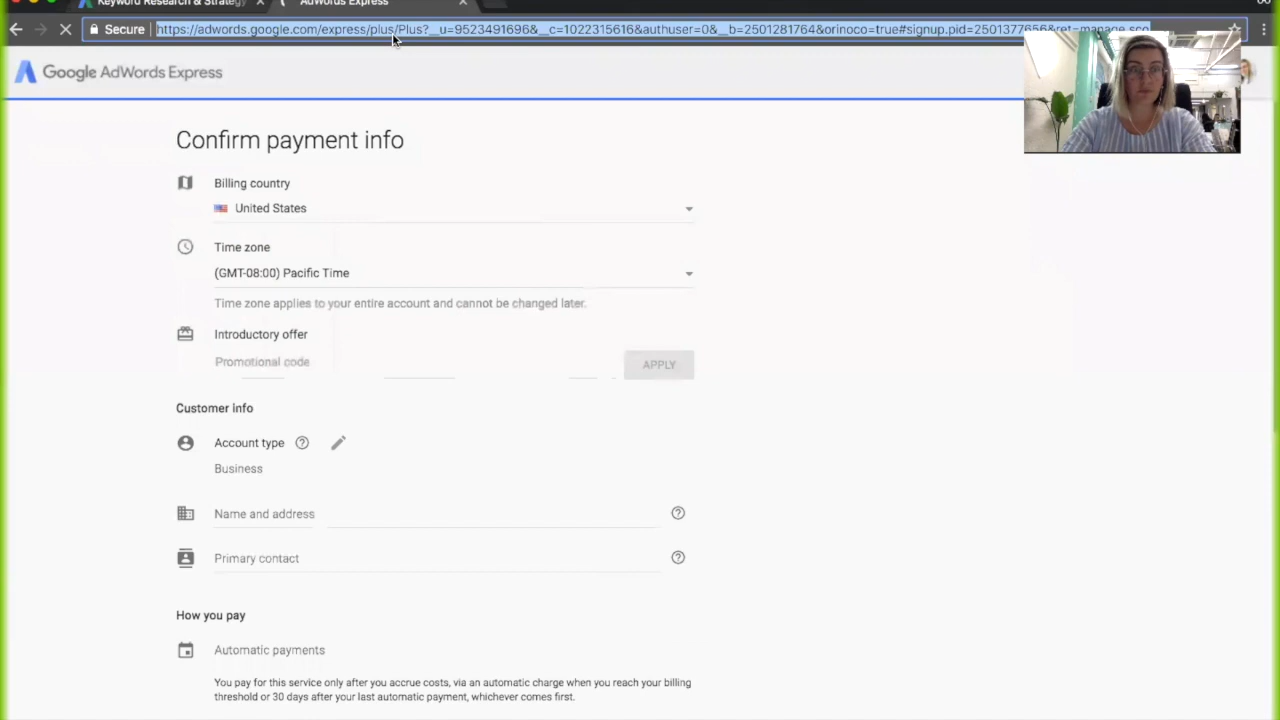 Keyword Research & Strategy
AdWords Express
Secure
https://adwords.google.com/express/plus/Plus?__u=9523491696&__c=1022315616&authuser=0&__b=2501281764&orinoco=true#signup.pid=2501377656&ret=manage.sco
Google AdWords Express
Confirm payment info
Billing country
United States
Time zone
(GMT-08:00) Pacific Time
Time zone applies to your entire account and cannot be changed later.
Introductory offer
Promotional code
APPLY
Customer info
Account type
Business
Name and address
Primary contact
How you pay
Automatic payments
You pay for this service only after you accrue costs, via an automatic charge when you reach your billing
threshold or 30 days after your last automatic payment, whichever comes first.